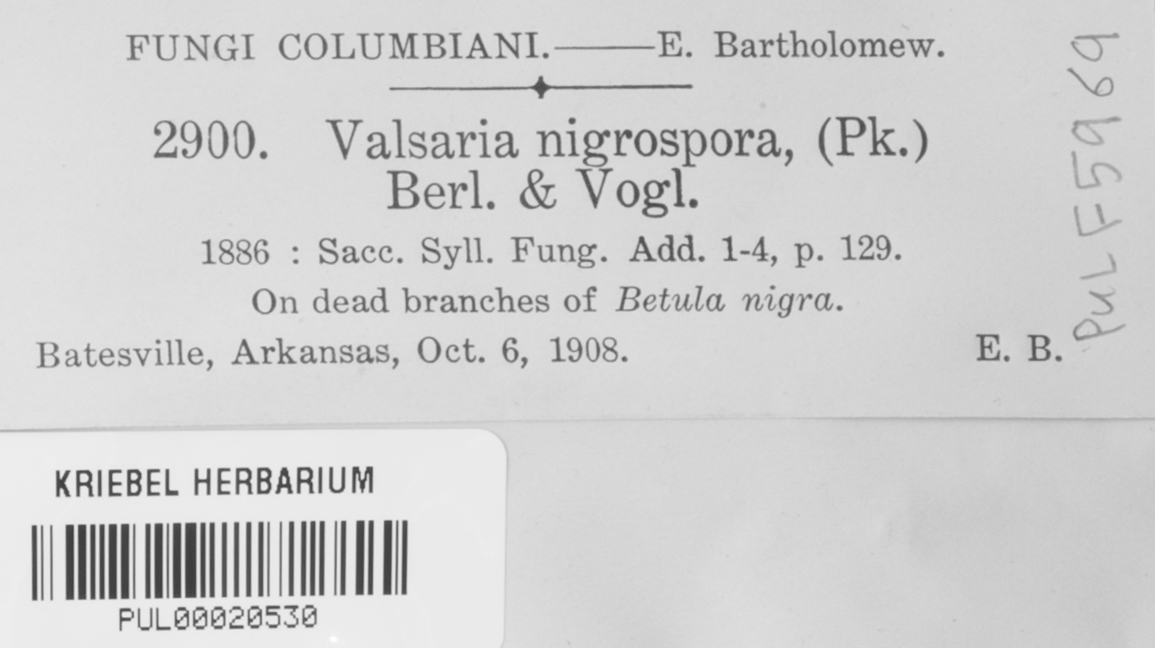 FUNGI COLUMBIANI.——E. Bartholomew.
2900. Valsaria nigrospora, (Pk.)
Berl. & Vogl.
1886 : Sacc. Syll. Fung. Add. 1-4, p. 129.
On dead branches of Betula nigra.
Batesville, Arkansas, Oct. 6, 1908. E. B.
PUL F5969
KRIEBEL HERBARIUM
PUL00020530